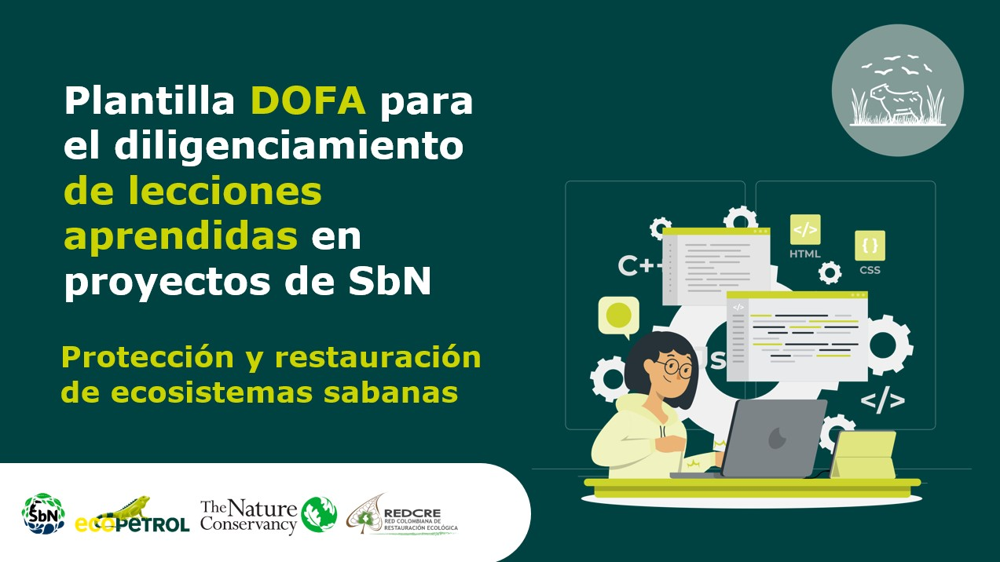 Plantilla DOFA para
el diligenciamiento
de lecciones
aprendidas en
proyectos de SbN
Protección y restauración
de ecosistemas sabanas
C++
</>
HTML
{}
CSS
</>
Js
</>
SbN
ecopetrol
The Nature
Conservancy
REDCRE
RED COLOMBIANA DE
RESTAURACIÓN ECOLÓGICA